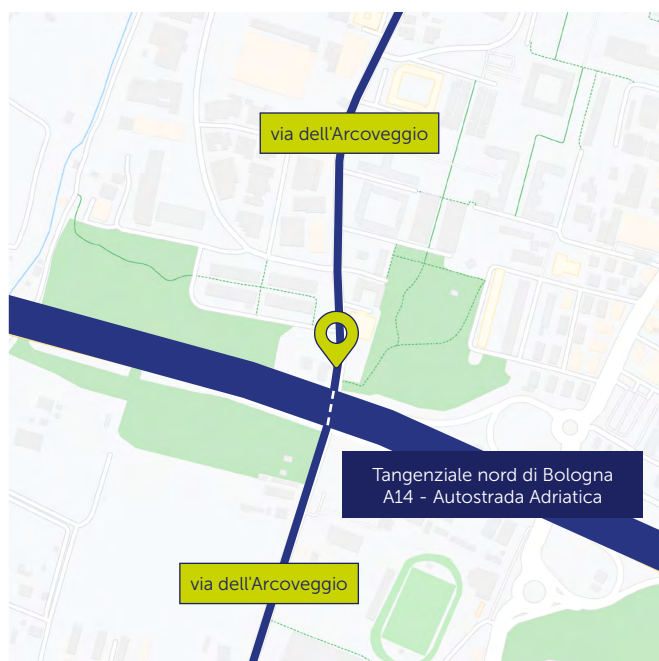 via dell'Arcoveggio
Tangenziale nord di Bologna
A14 - Autostrada Adriatica
via dell'Arcoveggio